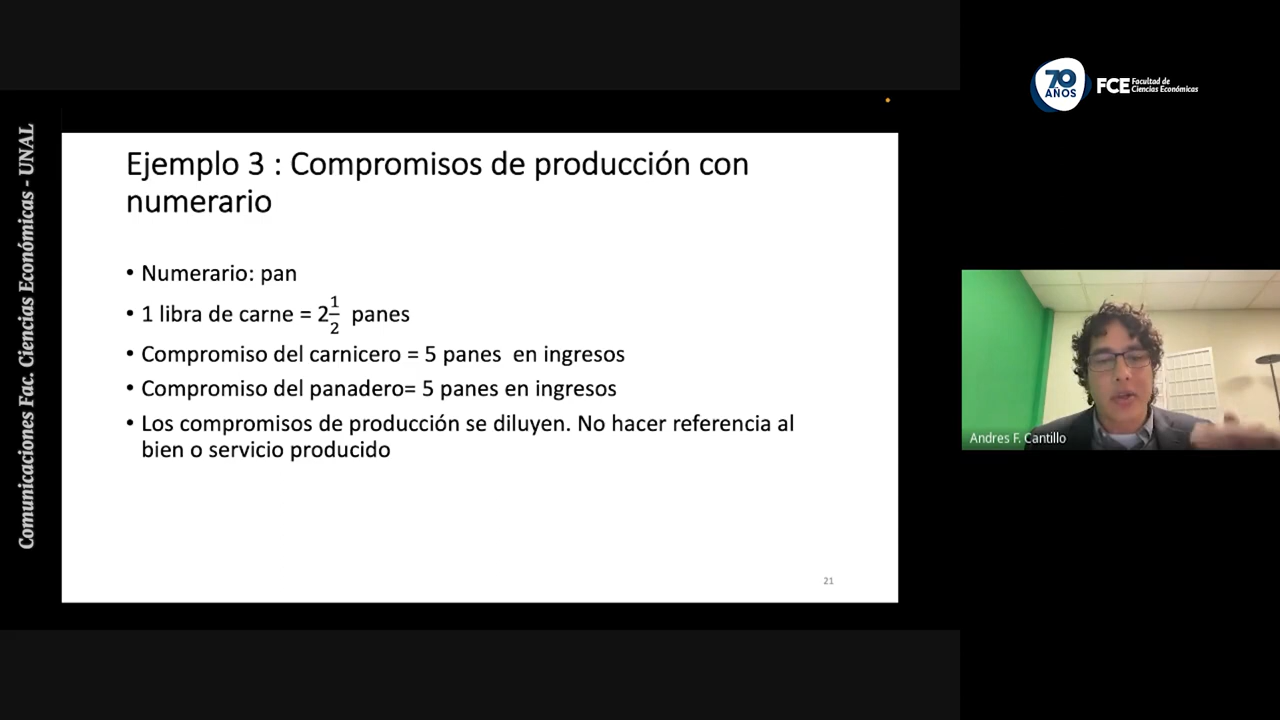 70
AÑOS
FCE Facultad de
Ciencias Económicas
Comunicaciones Fac. Ciencias Económicas - UNAL
Ejemplo 3 : Compromisos de producción con
numerario
• Numerario: pan
• 1 libra de carne = 2 1/2 panes
• Compromiso del carnicero = 5 panes en ingresos
• Compromiso del panadero= 5 panes en ingresos
• Los compromisos de producción se diluyen. No hacer referencia al
bien o servicio producido
21
Andres F. Cantillo